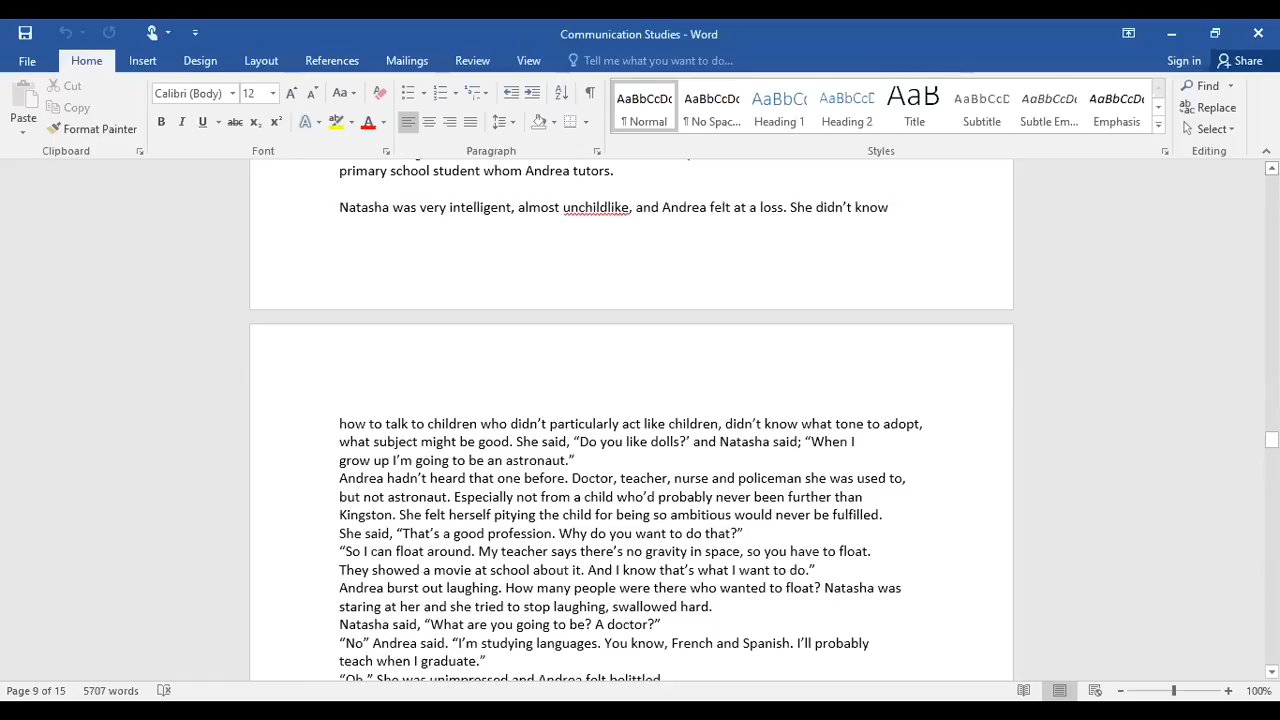 Communication Studies - Word
File Home Insert Design Layout References Mailings Review View Tell me what you want to do... Sign in Share
Cut
Copy
Paste
Format Painter
Clipboard
Calibri (Body) 12
Font
Paragraph
AaBbCcDc AaBbCcDc AaBbCc AaBbCcC AaB AaBbCcD AaBbCcDc AaBbCcDc
¶ Normal ¶ No Spac... Heading 1 Heading 2 Title Subtitle Subtle Em... Emphasis
Styles
Find
Replace
Select
Editing
primary school student whom Andrea tutors.
Natasha was very intelligent, almost unchildlike, and Andrea felt at a loss. She didn’t know
how to talk to children who didn’t particularly act like children, didn’t know what tone to adopt,
what subject might be good. She said, “Do you like dolls?’ and Natasha said; “When I
grow up I’m going to be an astronaut.”
Andrea hadn’t heard that one before. Doctor, teacher, nurse and policeman she was used to,
but not astronaut. Especially not from a child who’d probably never been further than
Kingston. She felt herself pitying the child for being so ambitious would never be fulfilled.
She said, “That’s a good profession. Why do you want to do that?”
“So I can float around. My teacher says there’s no gravity in space, so you have to float.
They showed a movie at school about it. And I know that’s what I want to do.”
Andrea burst out laughing. How many people were there who wanted to float? Natasha was
staring at her and she tried to stop laughing, swallowed hard.
Natasha said, “What are you going to be? A doctor?”
“No” Andrea said. “I’m studying languages. You know, French and Spanish. I’ll probably
teach when I graduate.”
“Oh.” She was unimpressed and Andrea felt belittled.
Page 9 of 15 5707 words 100%